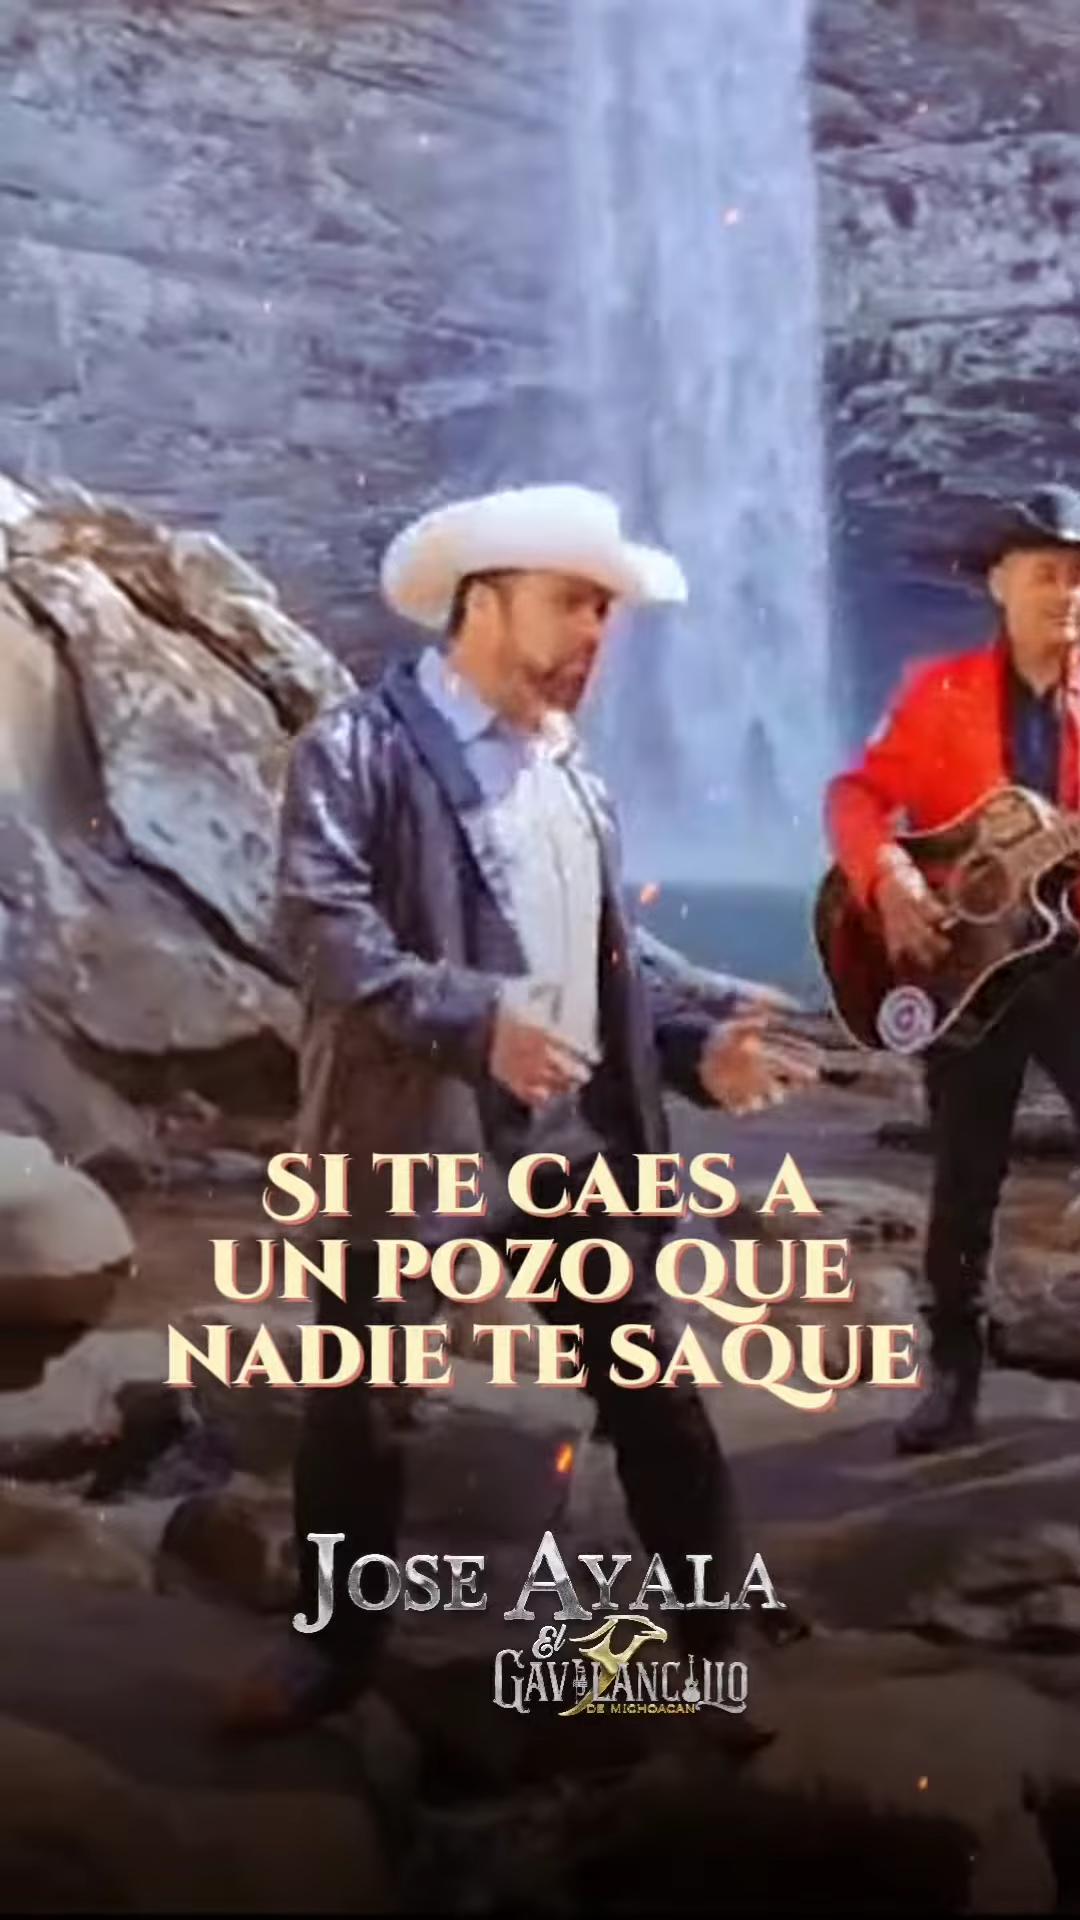 SI TE CAES A
UN POZO QUE
NADIE TE SAQUE
JOSE AYALA
El
GAVILANCILLO
DE MICHOACAN